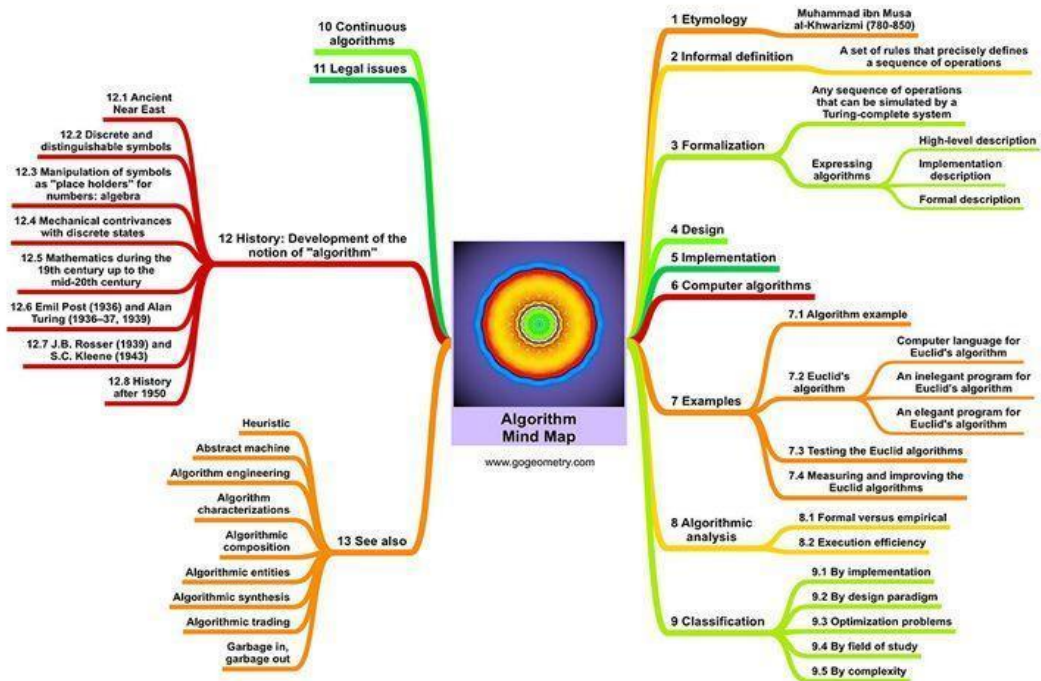 1 Etymology
Muhammad ibn Musa
al-Khwarizmi (780-850)
2 Informal definition
A set of rules that precisely defines
a sequence of operations
3 Formalization
Any sequence of operations
that can be simulated by a
Turing-complete system
Expressing
algorithms
High-level description
Implementation
description
Formal description
4 Design
5 Implementation
6 Computer algorithms
7 Examples
7.1 Algorithm example
7.2 Euclid's
algorithm
Computer language for
Euclid's algorithm
An inelegant program for
Euclid's algorithm
An elegant program for
Euclid's algorithm
7.3 Testing the Euclid algorithms
7.4 Measuring and improving the
Euclid algorithms
8 Algorithmic
analysis
8.1 Formal versus empirical
8.2 Execution efficiency
9 Classification
9.1 By implementation
9.2 By design paradigm
9.3 Optimization problems
9.4 By field of study
9.5 By complexity
10 Continuous
algorithms
11 Legal issues
12 History: Development of the
notion of "algorithm"
12.1 Ancient
Near East
12.2 Discrete and
distinguishable symbols
12.3 Manipulation of symbols
as "place holders" for
numbers: algebra
12.4 Mechanical contrivances
with discrete states
12.5 Mathematics during the
19th century up to the
mid-20th century
12.6 Emil Post (1936) and Alan
Turing (1936–37, 1939)
12.7 J.B. Rosser (1939) and
S.C. Kleene (1943)
12.8 History
after 1950
13 See also
Heuristic
Abstract machine
Algorithm engineering
Algorithm
characterizations
Algorithmic
composition
Algorithmic entities
Algorithmic synthesis
Algorithmic trading
Garbage in,
garbage out
Algorithm
Mind Map
www.gogeometry.com